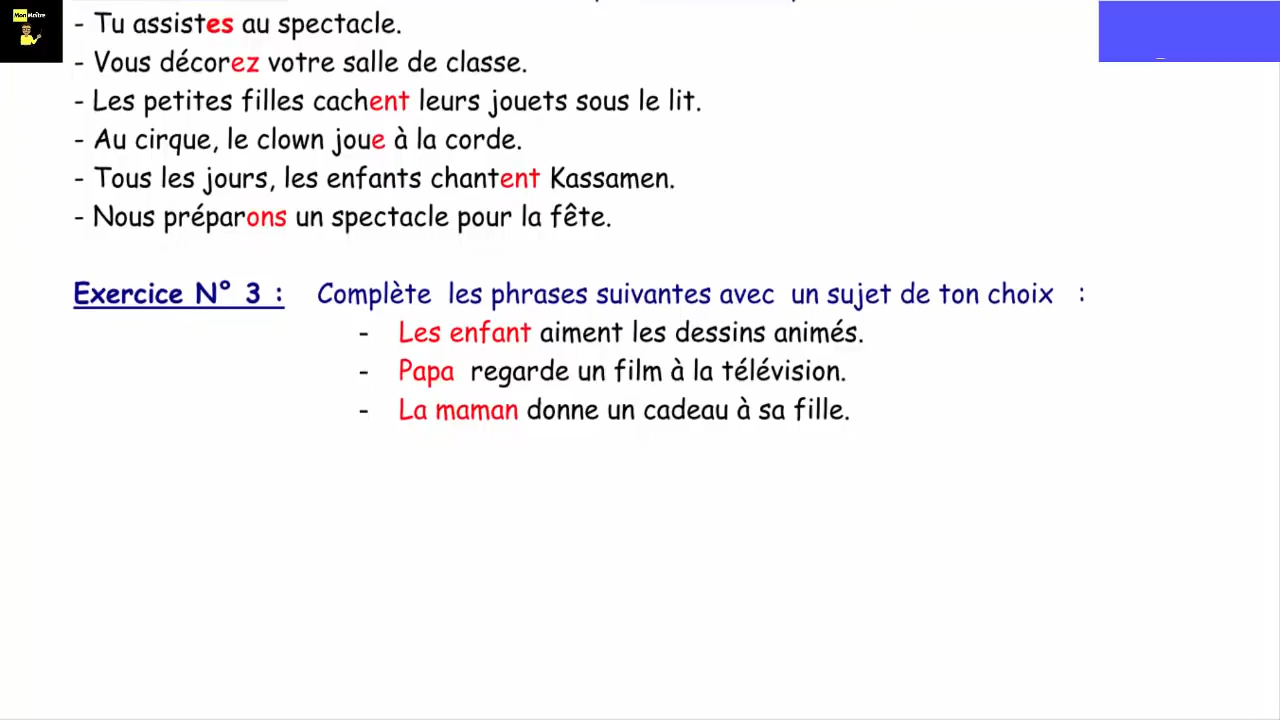 Mon Maître
- Tu assistes au spectacle.
- Vous décorez votre salle de classe.
- Les petites filles cachent leurs jouets sous le lit.
- Au cirque, le clown joue à la corde.
- Tous les jours, les enfants chantent Kassamen.
- Nous préparons un spectacle pour la fête.
Exercice N° 3 : Complète les phrases suivantes avec un sujet de ton choix :
- Les enfant aiment les dessins animés.
- Papa regarde un film à la télévision.
- La maman donne un cadeau à sa fille.